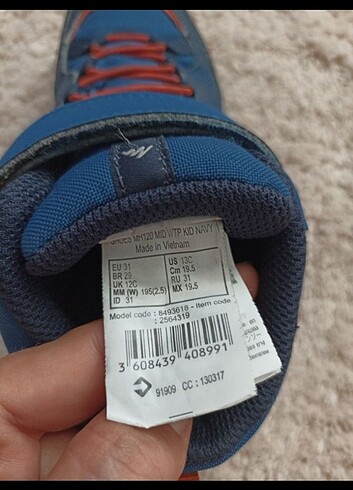 SHOES MH120 MID WTP KID NAVY
Made in Vietnam
EU 31 US 13C
BR 29 Cm 19.5
UK 12C RU 31
MM (W) 195(2.5) MX 19.5
ID 31
Model code : 8493618 - Item code
: 2564319
3 608439 408991
91909 CC : 130317